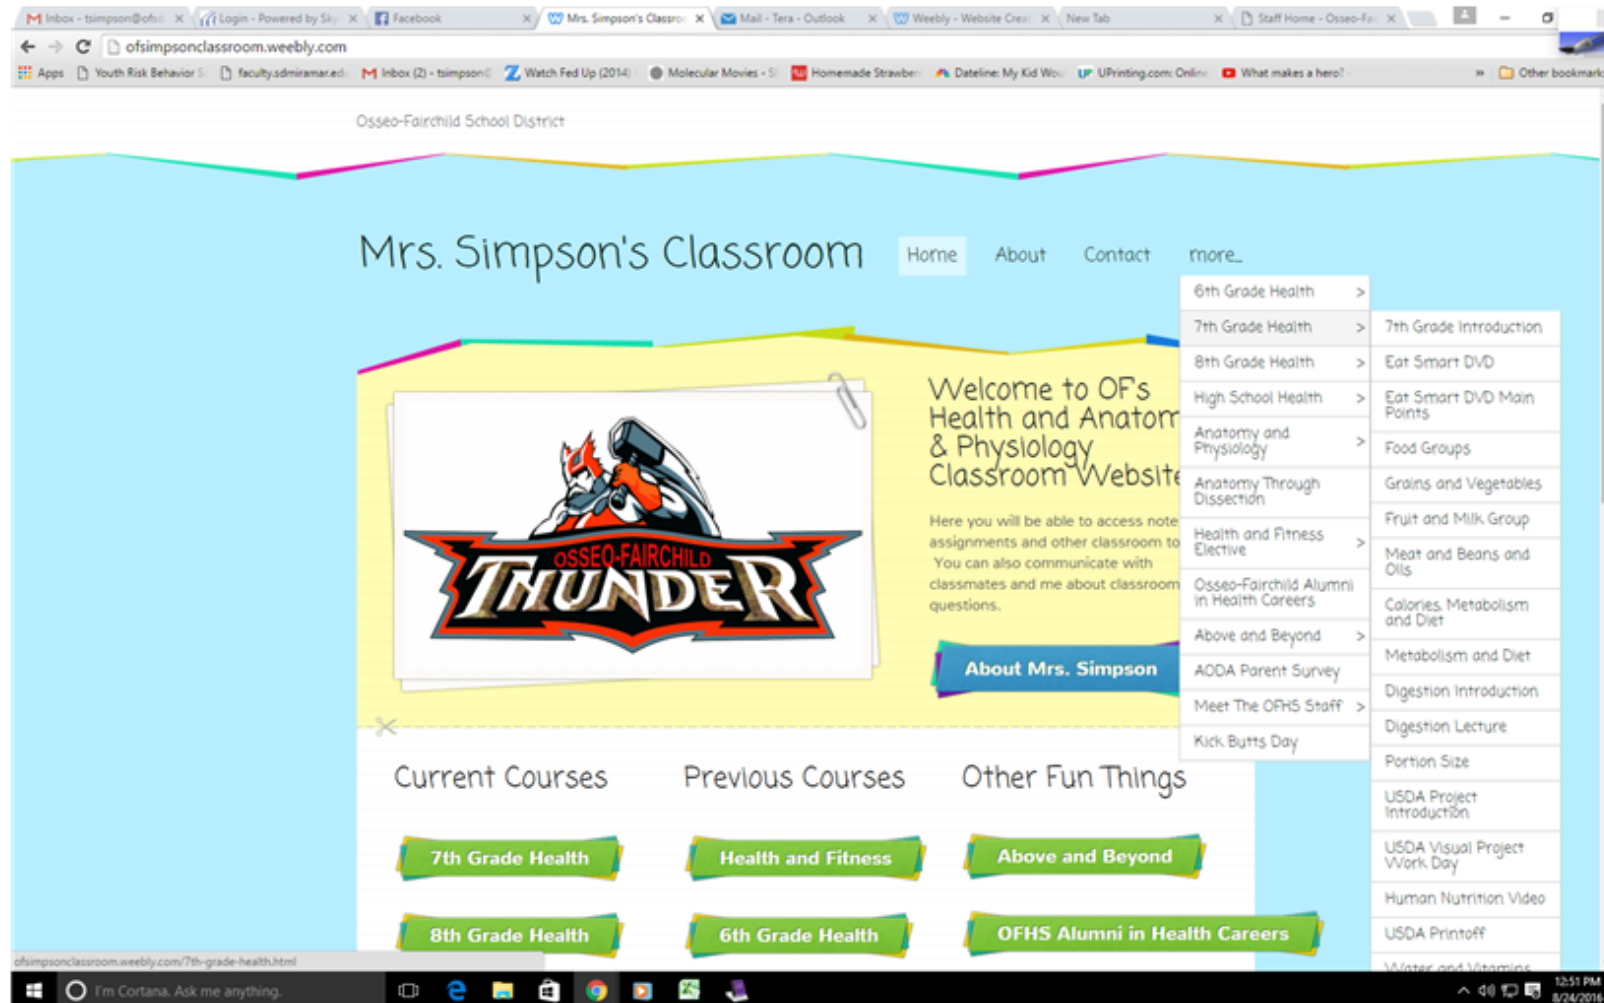 Inbox - tsimpson@ofsd.
Login - Powered by Sky
Facebook
Mrs. Simpson's Classroo
Mail - Tera - Outlook
Weebly - Website Creat
New Tab
Staff Home - Osseo-Fai
ofsimpsonclassroom.weebly.com
Apps
Youth Risk Behavior S
faculty.sdmiramar.edu
Inbox (2) - tsimpson@
Watch Fed Up (2014)
Molecular Movies - S
Homemade Strawber
Dateline: My Kid Wou
UPrinting.com: Online
What makes a hero? -
»
Other bookmarks
Osseo-Fairchild School District
Mrs. Simpson's Classroom
Home
About
Contact
more...
6th Grade Health >
7th Grade Health >
8th Grade Health >
High School Health >
Anatomy and
Physiology >
Anatomy Through
Dissection
Health and Fitness
Elective >
Osseo-Fairchild Alumni
in Health Careers
Above and Beyond >
AODA Parent Survey
Meet The OFHS Staff >
Kick Butts Day
7th Grade Introduction
Eat Smart DVD
Eat Smart DVD Main
Points
Food Groups
Grains and Vegetables
Fruit and Milk Group
Meat and Beans and
Oils
Calories, Metabolism
and Diet
Metabolism and Diet
Digestion Introduction
Digestion Lecture
Portion Size
USDA Project
Introduction
USDA Visual Project
Work Day
Human Nutrition Video
USDA Printoff
Water and Vitamins
OSSEO-FAIRCHILD
THUNDER
Welcome to OF's
Health and Anatom
& Physiology
Classroom Website
Here you will be able to access note
assignments and other classroom to
You can also communicate with
classmates and me about classroom
questions.
About Mrs. Simpson
Current Courses
Previous Courses
Other Fun Things
7th Grade Health
Health and Fitness
Above and Beyond
8th Grade Health
6th Grade Health
OFHS Alumni in Health Careers
ofsimpsonclassroom.weebly.com/7th-grade-health.html
I'm Cortana. Ask me anything.
12:51 PM
8/24/2016